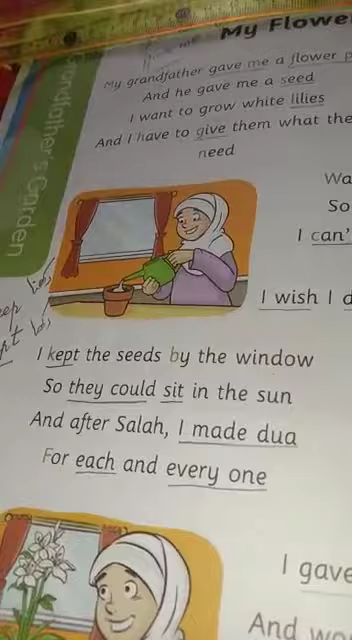 My Flowe
My grandfather gave me a flower p
And he gave me a seed
I want to grow white lilies
And I have to give them what the
need
randfather's Garden
Wa
So
I can'
I wish I d
I kept the seeds by the window
So they could sit in the sun
And after Salah, I made dua
For each and every one
I gave
And wo